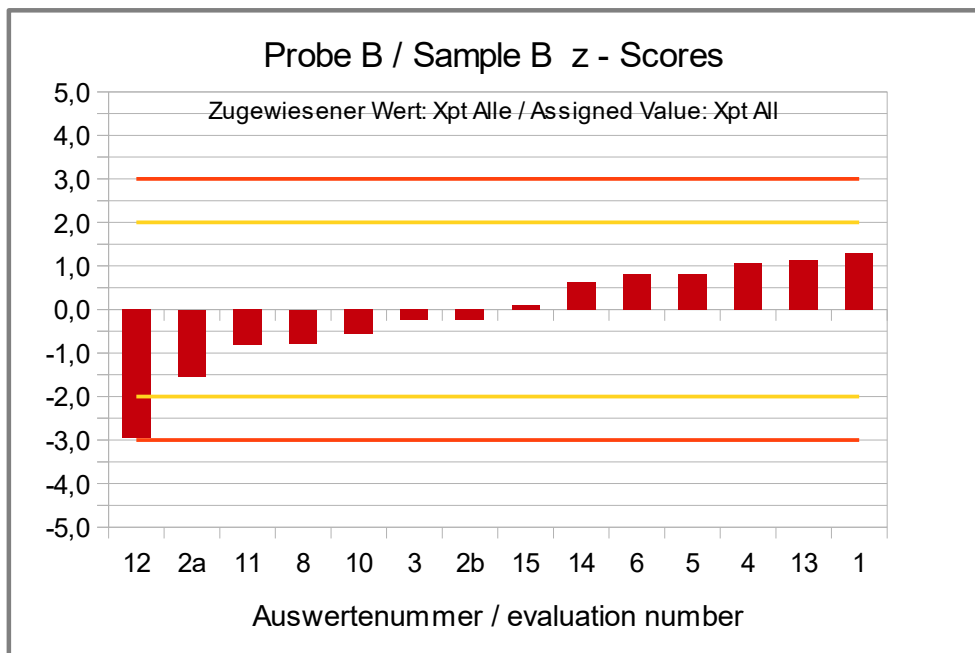 Probe B / Sample B z - Scores
Zugewiesener Wert: Xpt Alle / Assigned Value: Xpt All
5,0
4,0
3,0
2,0
1,0
0,0
-1,0
-2,0
-3,0
-4,0
-5,0
12 2a 11 8 10 3 2b 15 14 6 5 4 13 1
Auswertenummer / evaluation number